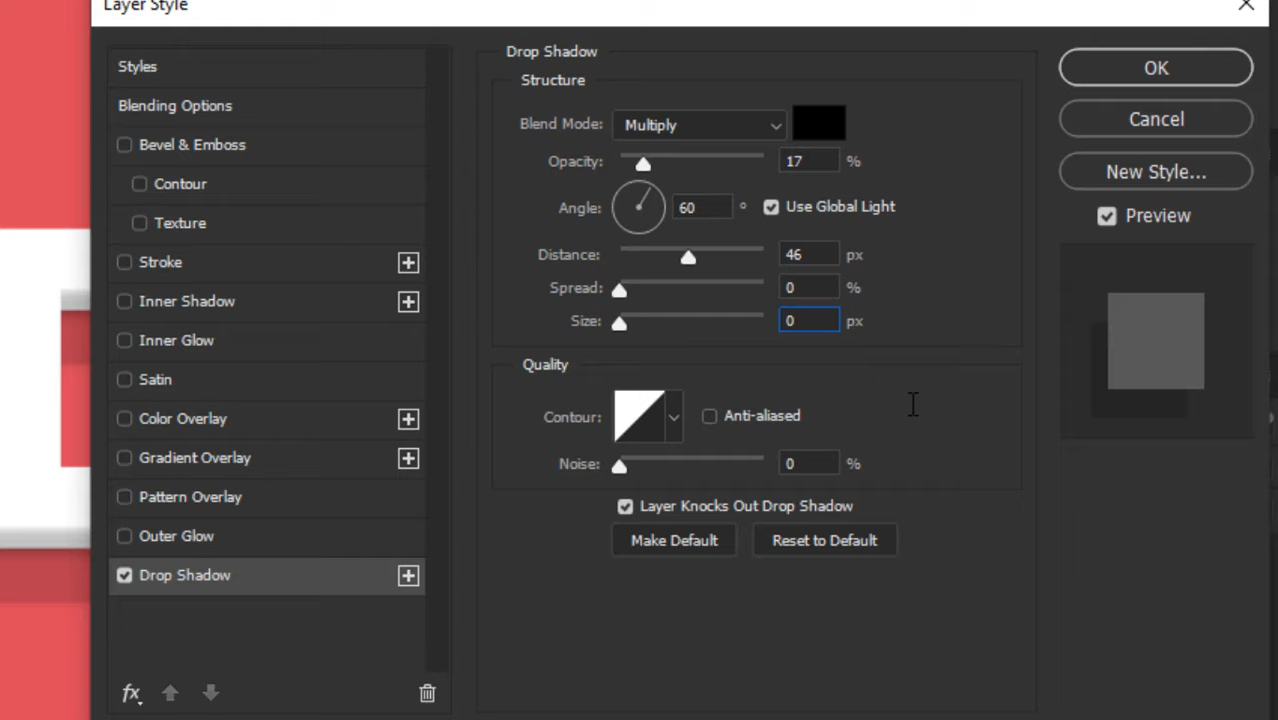 Layer Style
Styles
Blending Options
Bevel & Emboss
Contour
Texture
Stroke
Inner Shadow
Inner Glow
Satin
Color Overlay
Gradient Overlay
Pattern Overlay
Outer Glow
Drop Shadow
fx
Drop Shadow
Structure
Blend Mode: Multiply
Opacity: 17 %
Angle: 60 ° Use Global Light
Distance: 46 px
Spread: 0 %
Size: 0 px
Quality
Contour: Anti-aliased
Noise: 0 %
Layer Knocks Out Drop Shadow
Make Default Reset to Default
OK
Cancel
New Style...
Preview